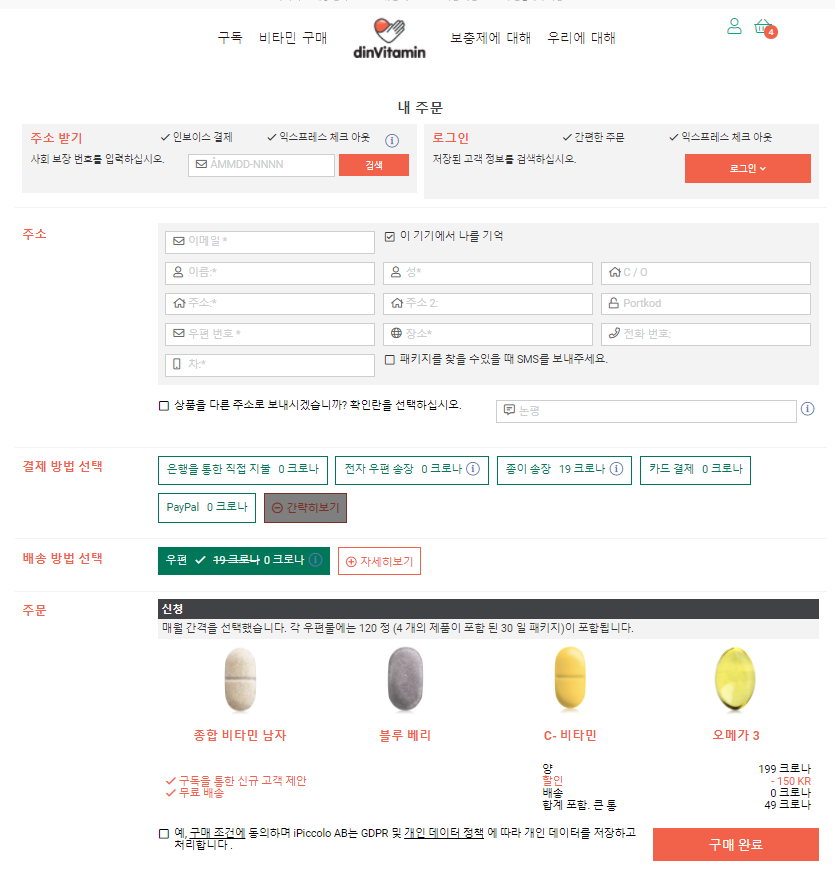 구독 비타민 구매 dinVitamin 보충제에 대해 우리에 대해 4
내 주문
주소 받기 인보이스 결제 익스프레스 체크 아웃
사회 보장 번호를 입력하십시오. ÅMMDD-NNNN 검색
로그인 간편한 주문 익스프레스 체크 아웃
저장된 고객 정보를 검색하십시오. 로그인
주소
이메일 * 이 기기에서 나를 기억
이름:* 성* C / O
주소:* 주소 2: Portkod
우편 번호 * 장소* 전화 번호:
차:* 패키지를 찾을 수있을 때 SMS를 보내주세요.
상품을 다른 주소로 보내시겠습니까? 확인란을 선택하십시오. 논평
결제 방법 선택 은행을 통한 직접 지불 0 크로나 전자 우편 송장 0 크로나 종이 송장 19 크로나 카드 결제 0 크로나
PayPal 0 크로나 간략히보기
배송 방법 선택 우편 19 크로나 0 크로나 자세히보기
주문 신청
매월 간격을 선택했습니다. 각 우편물에는 120 정 (4 개의 제품이 포함 된 30 일 패키지)이 포함됩니다.
종합 비타민 남자 블루 베리 C- 비타민 오메가 3
구독을 통한 신규 고객 제안
무료 배송
양 199 크로나
할인 - 150 KR
배송 0 크로나
합계 포함. 큰 통 49 크로나
예, 구매 조건에 동의하며 iPiccolo AB는 GDPR 및 개인 데이터 정책 에 따라 개인 데이터를 저장하고
처리합니다 .
구매 완료